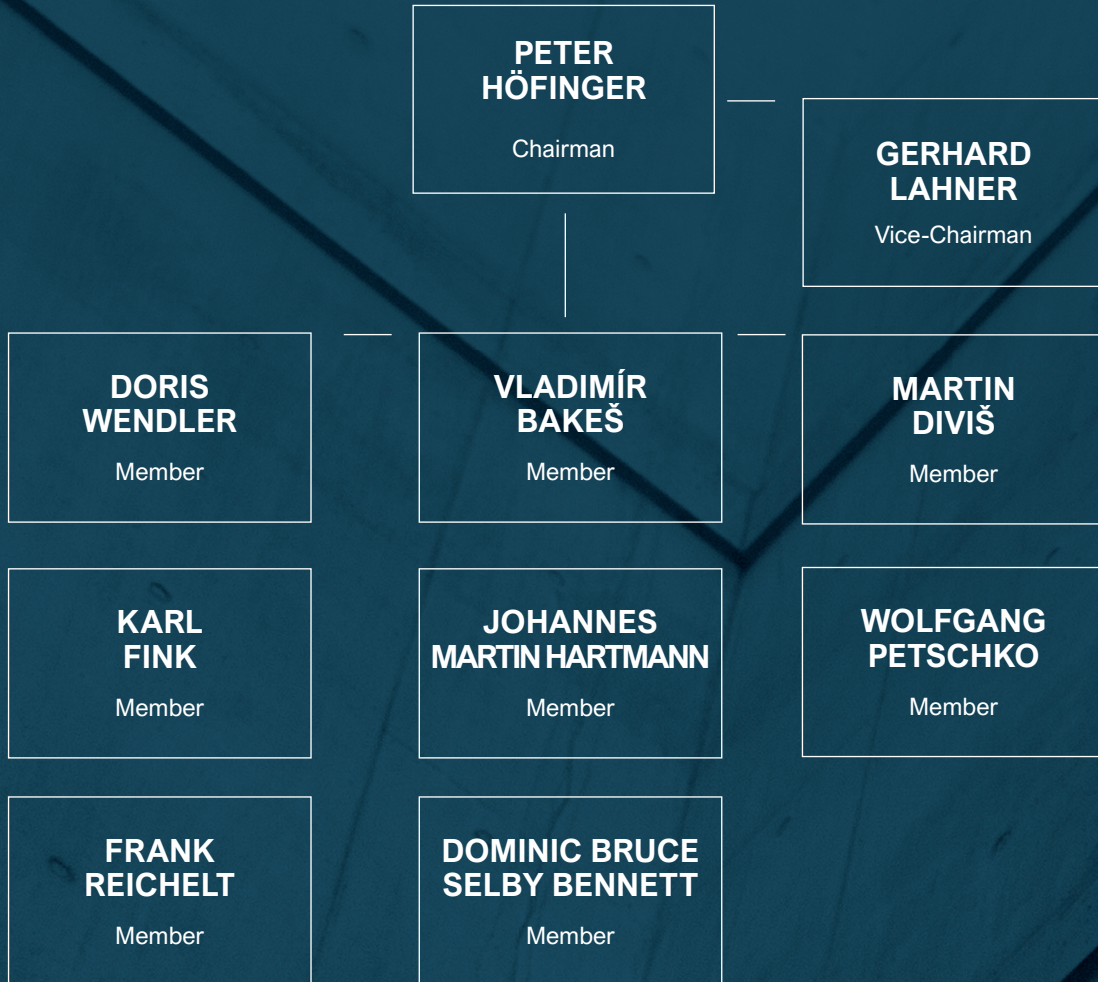 PETER
HÖFINGER
Chairman
GERHARD
LAHNER
Vice-Chairman
DORIS
WENDLER
Member
VLADIMÍR
BAKEŠ
Member
MARTIN
DIVIŠ
Member
KARL
FINK
Member
JOHANNES
MARTIN HARTMANN
Member
WOLFGANG
PETSCHKO
Member
FRANK
REICHELT
Member
DOMINIC BRUCE
SELBY BENNETT
Member